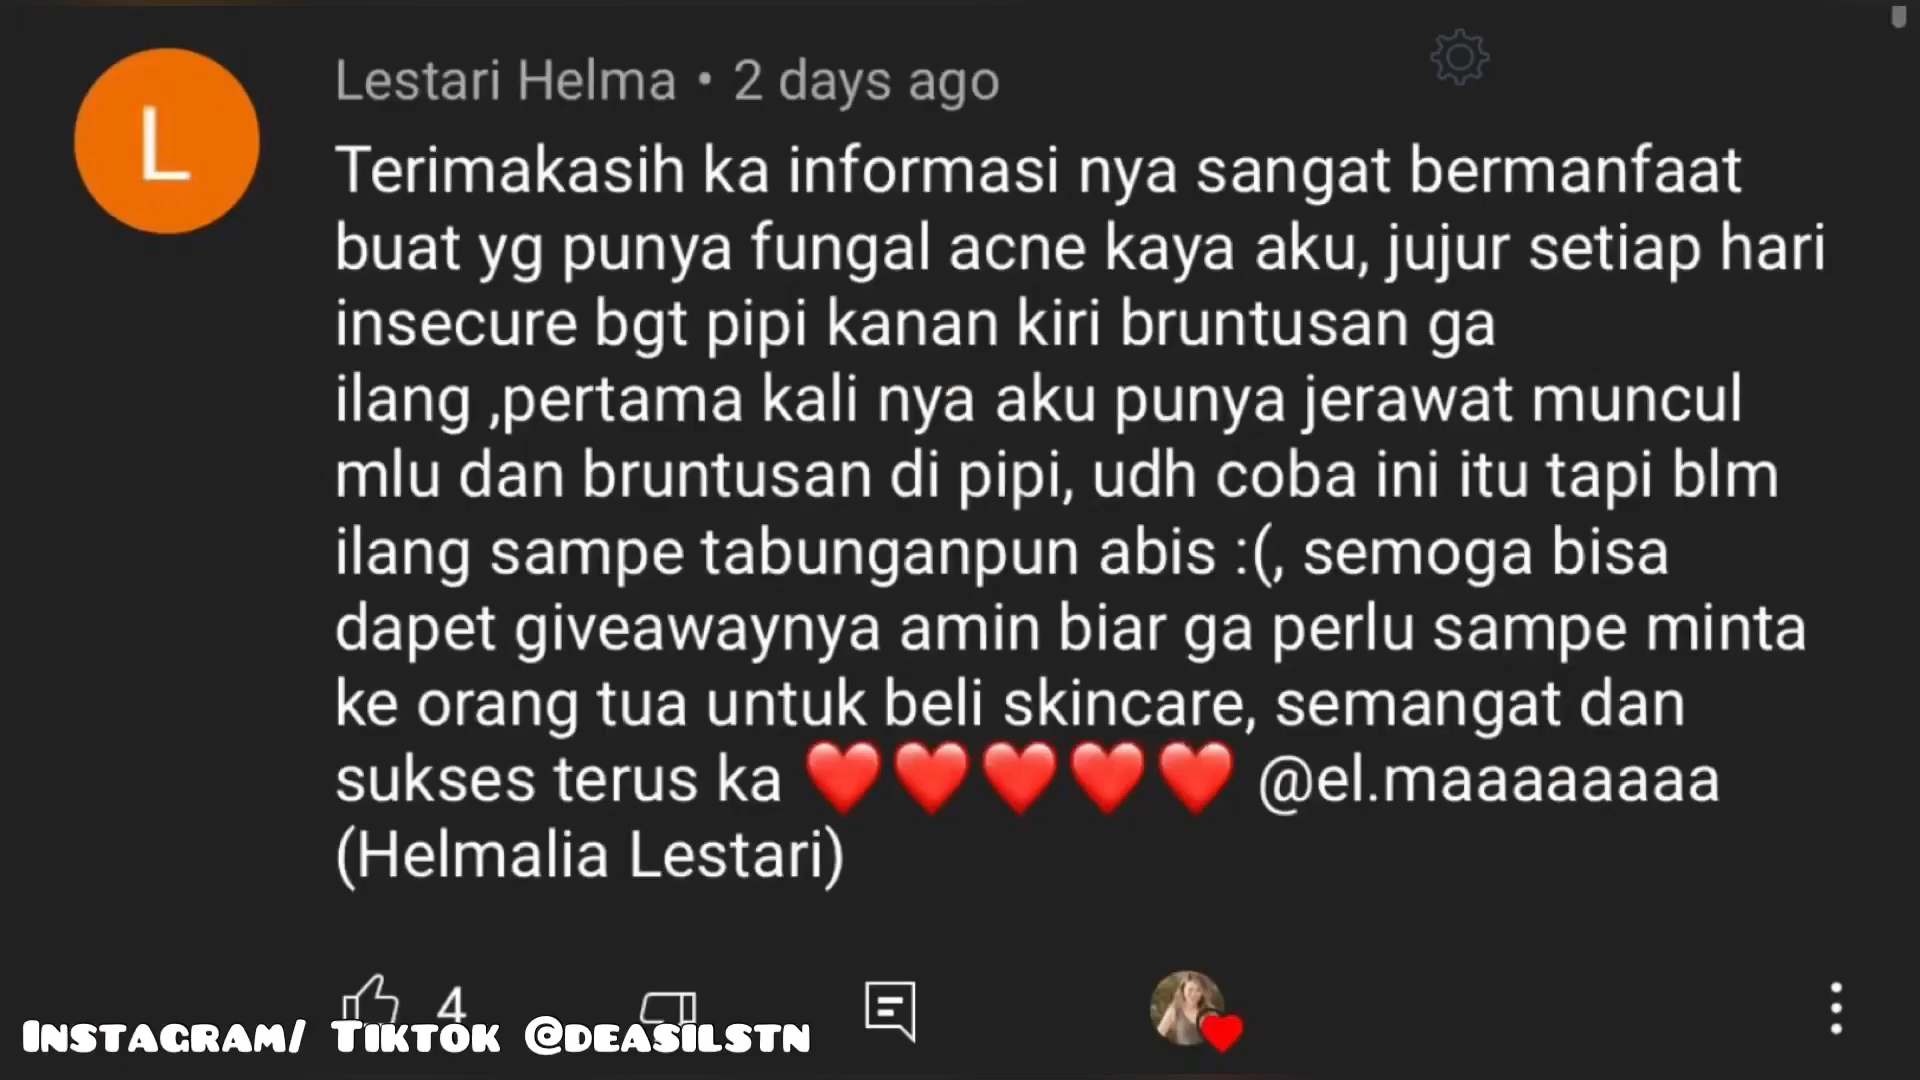 L
Lestari Helma • 2 days ago
Terimakasih ka informasi nya sangat bermanfaat
buat yg punya fungal acne kaya aku, jujur setiap hari
insecure bgt pipi kanan kiri bruntusan ga
ilang ,pertama kali nya aku punya jerawat muncul
mlu dan bruntusan di pipi, udh coba ini itu tapi blm
ilang sampe tabunganpun abis :(, semoga bisa
dapet giveawaynya amin biar ga perlu sampe minta
ke orang tua untuk beli skincare, semangat dan
sukses terus ka ❤️❤️❤️❤️❤️ @el.maaaaaaaa
(Helmalia Lestari)
4
INSTAGRAM/ TIKTOK @DEASILSTN